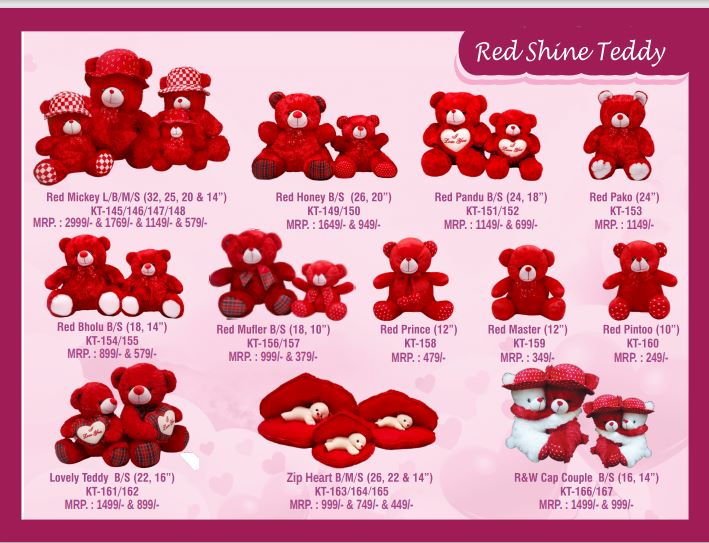 Red Shine Teddy
Red Mickey L/B/M/S (32, 25, 20 & 14")
KT-145/146/147/148
MRP. : 2999/- & 1769/- & 1149/- & 579/-
Red Honey B/S (26, 20")
KT-149/150
MRP. : 1649/- & 949/-
Red Pandu B/S (24, 18")
KT-151/152
MRP. : 1149/- & 699/-
Red Pako (24")
KT-153
MRP. : 1149/-
Red Bholu B/S (18, 14")
KT-154/155
MRP. : 899/- & 579/-
Red Mufler B/S (18, 10")
KT-156/157
MRP. : 999/- & 379/-
Red Prince (12")
KT-158
MRP. : 479/-
Red Master (12")
KT-159
MRP. : 349/-
Red Pintoo (10")
KT-160
MRP. : 249/-
Lovely Teddy B/S (22, 16")
KT-161/162
MRP. : 1499/- & 899/-
Zip Heart B/M/S (26, 22 & 14")
KT-163/164/165
MRP. : 999/- & 749/- & 449/-
R&W Cap Couple B/S (16, 14")
KT-166/167
MRP. : 1499/- & 999/-